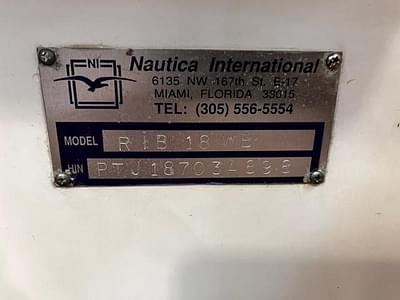 NI
Nautica International
6135 NW 167th St. E-17
MIAMI, FLORIDA 33015
TEL: (305) 556-5554
MODEL RIB 18 WB
HIN PTJ18703A898